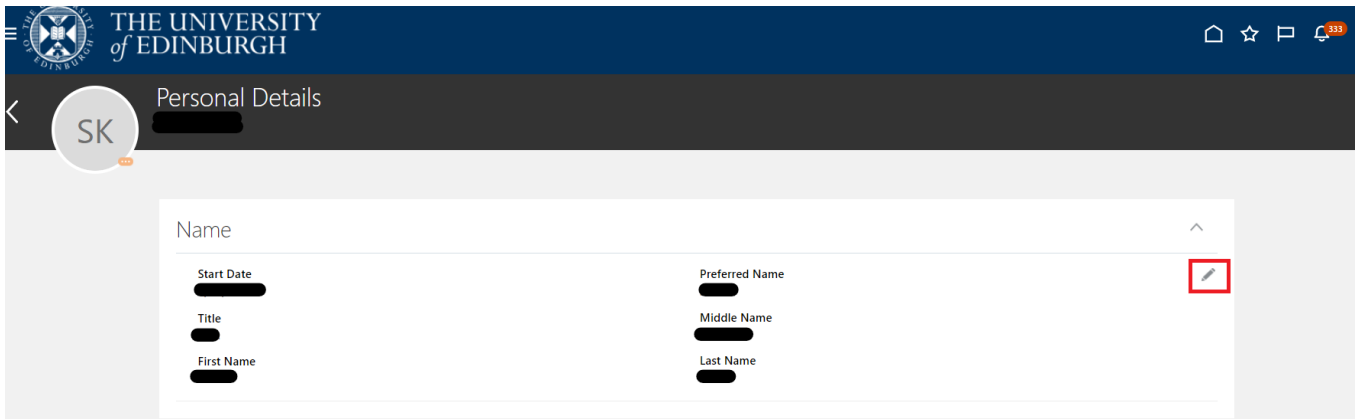 THE UNIVERSITY
of EDINBURGH
333
Personal Details
SK
Name
Start Date
Preferred Name
Title
Middle Name
First Name
Last Name